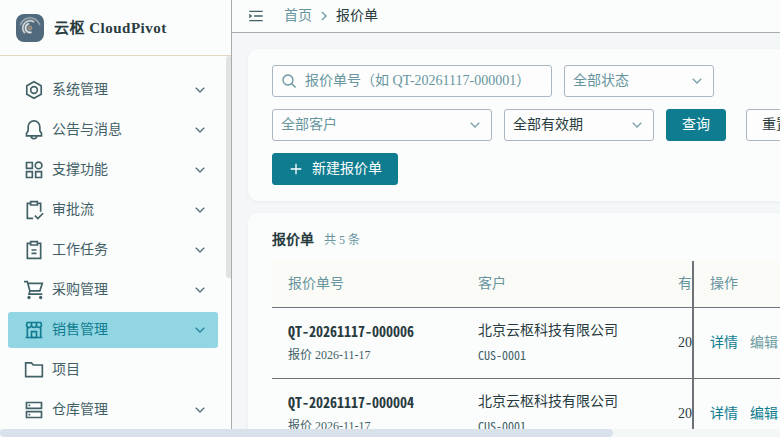 云枢 CloudPivot
首页 > 报价单
系统管理
公告与消息
支撑功能
审批流
工作任务
采购管理
销售管理
项目
仓库管理
报价单号（如 QT-20261117-000001）
全部状态
全部客户
全部有效期
查询
重
新建报价单
报价单 共 5 条
报价单号 客户 有 操作
QT-20261117-000006 北京云枢科技有限公司 20 详情 编辑
报价 2026-11-17 CUS-0001
QT-20261117-000004 北京云枢科技有限公司 20 详情 编辑
报价 2026-11-17 CUS-0001